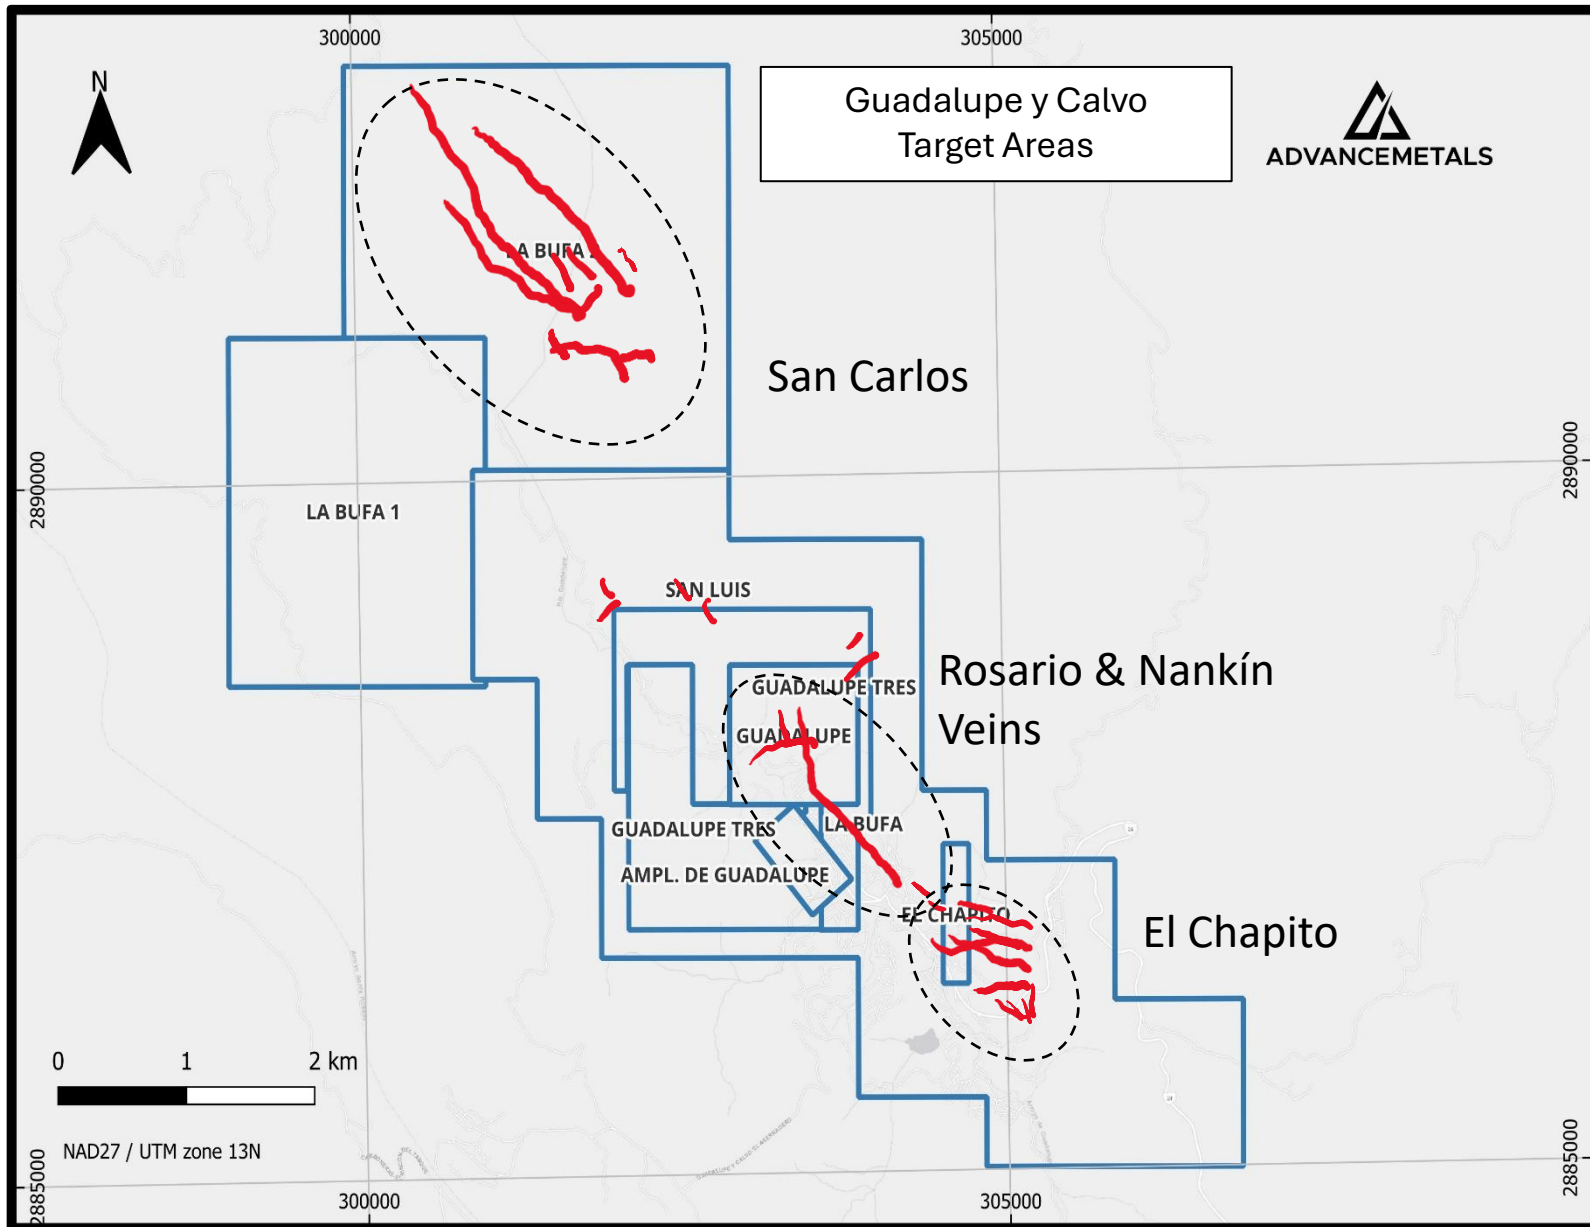 300000
305000
N
Guadalupe y Calvo
Target Areas
ADVANCEMETALS
LA BUFA 2
San Carlos
2890000
2890000
LA BUFA 1
SAN LUIS
Rosario & Nankín
Veins
GUADALUPE TRES
GUADALUPE
GUADALUPE TRES
LA BUFA
AMPL. DE GUADALUPE
EL CHAPITO
El Chapito
0 1 2 km
NAD27 / UTM zone 13N
2885000
2885000
300000
305000